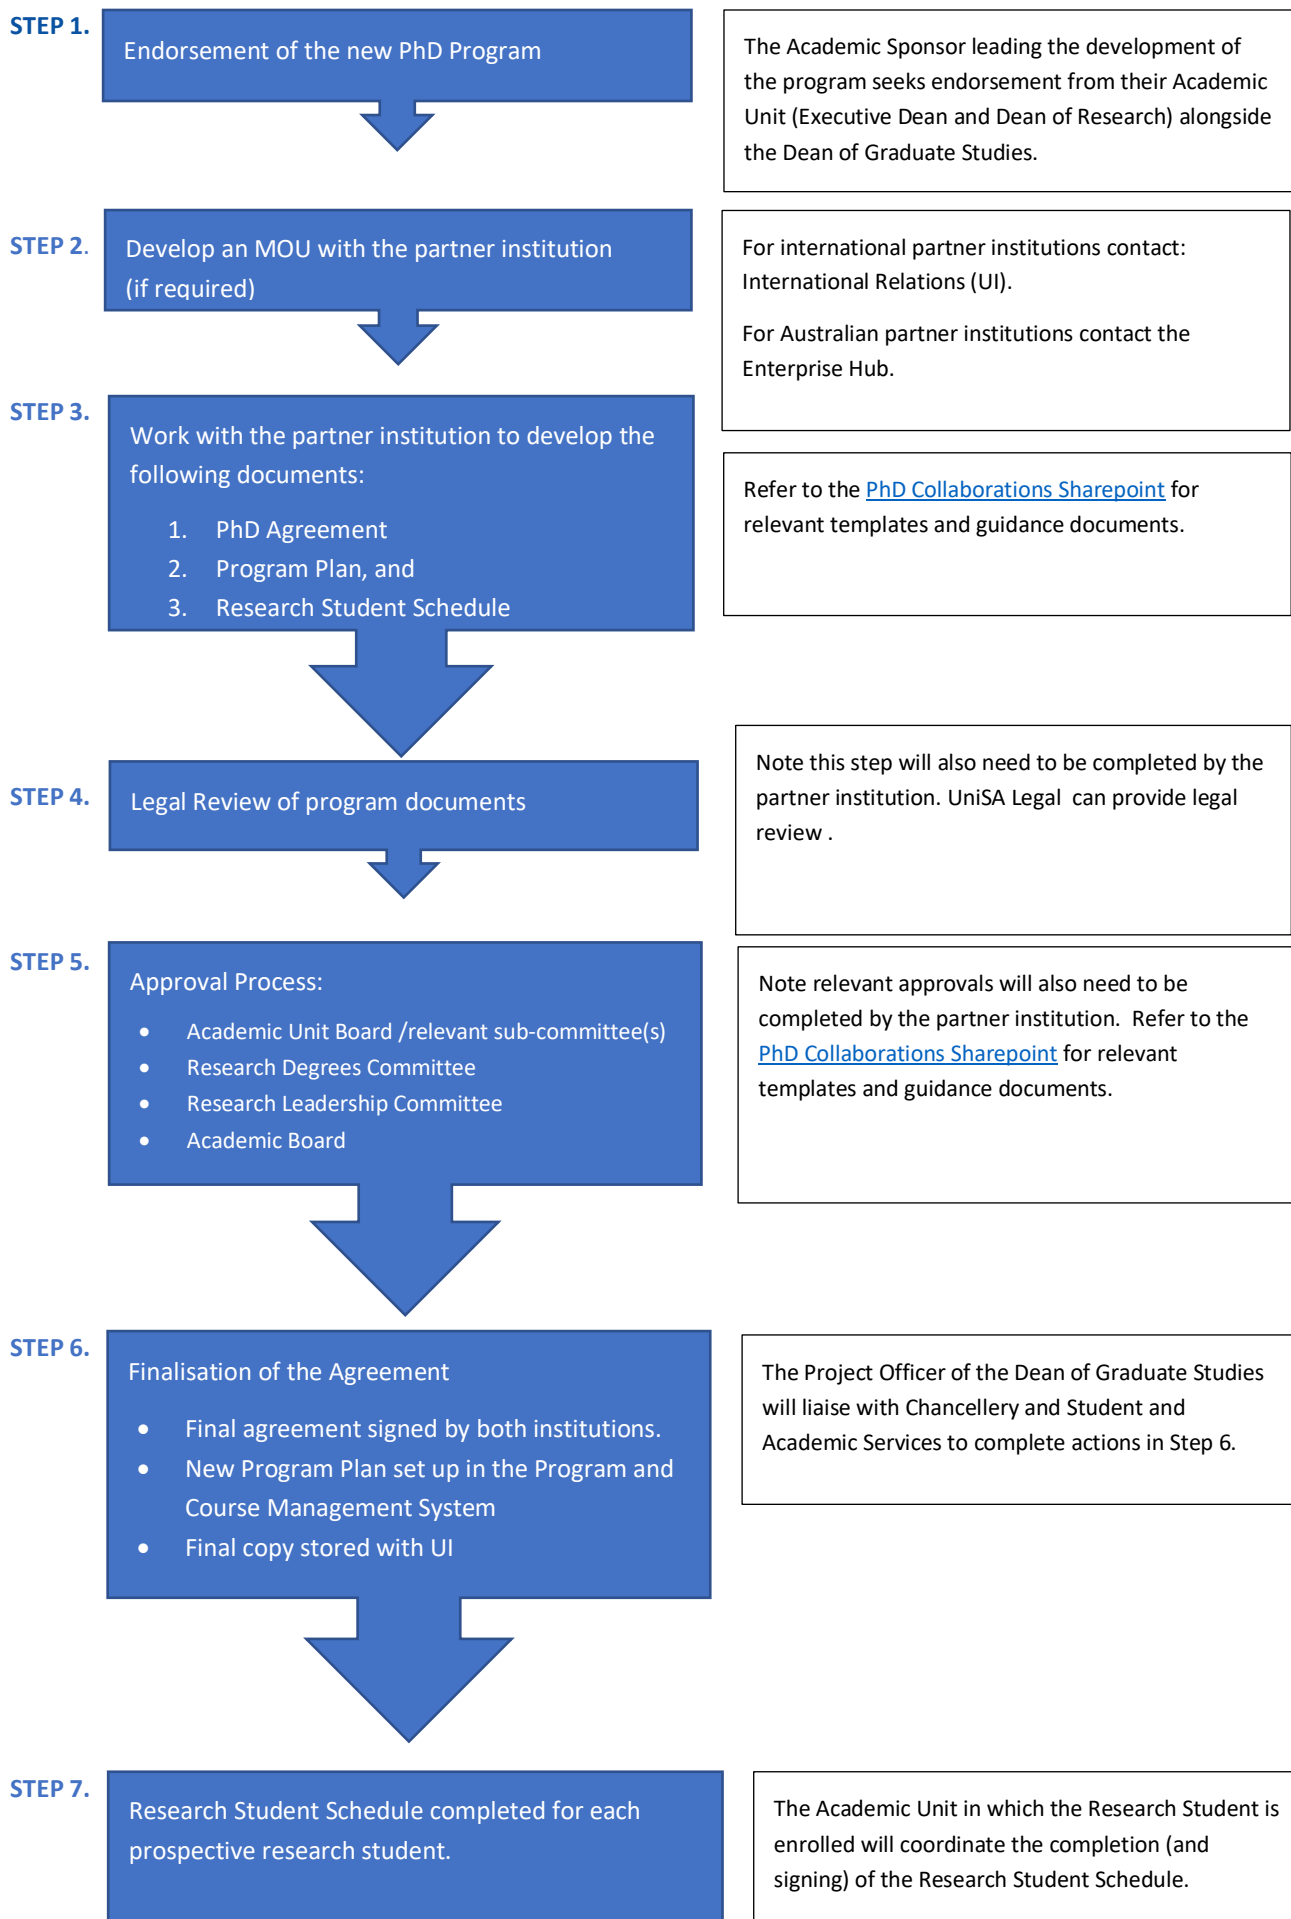 STEP 1.
Endorsement of the new PhD Program
The Academic Sponsor leading the development of
the program seeks endorsement from their Academic
Unit (Executive Dean and Dean of Research) alongside
the Dean of Graduate Studies.
STEP 2.
Develop an MOU with the partner institution
(if required)
For international partner institutions contact:
International Relations (UI).
For Australian partner institutions contact the
Enterprise Hub.
STEP 3.
Work with the partner institution to develop the
following documents:
1. PhD Agreement
2. Program Plan, and
3. Research Student Schedule
Refer to the PhD Collaborations Sharepoint for
relevant templates and guidance documents.
STEP 4.
Legal Review of program documents
Note this step will also need to be completed by the
partner institution. UniSA Legal  can provide legal
review .
STEP 5.
Approval Process:
• Academic Unit Board /relevant sub-committee(s)
• Research Degrees Committee
• Research Leadership Committee
• Academic Board
Note relevant approvals will also need to be
completed by the partner institution.  Refer to the
PhD Collaborations Sharepoint for relevant
templates and guidance documents.
STEP 6.
Finalisation of the Agreement
• Final agreement signed by both institutions.
• New Program Plan set up in the Program and
Course Management System
• Final copy stored with UI
The Project Officer of the Dean of Graduate Studies
will liaise with Chancellery and Student and
Academic Services to complete actions in Step 6.
STEP 7.
Research Student Schedule completed for each
prospective research student.
The Academic Unit in which the Research Student is
enrolled will coordinate the completion (and
signing) of the Research Student Schedule.